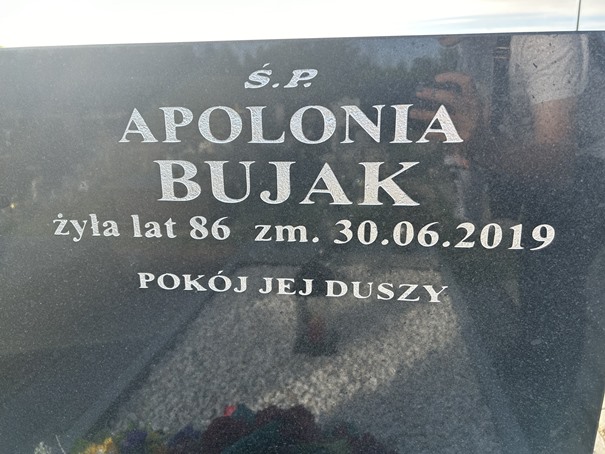 Ś.P.
APOLONIA
BUJAK
żyła lat 86 zm. 30.06.2019
POKÓJ JEJ DUSZY